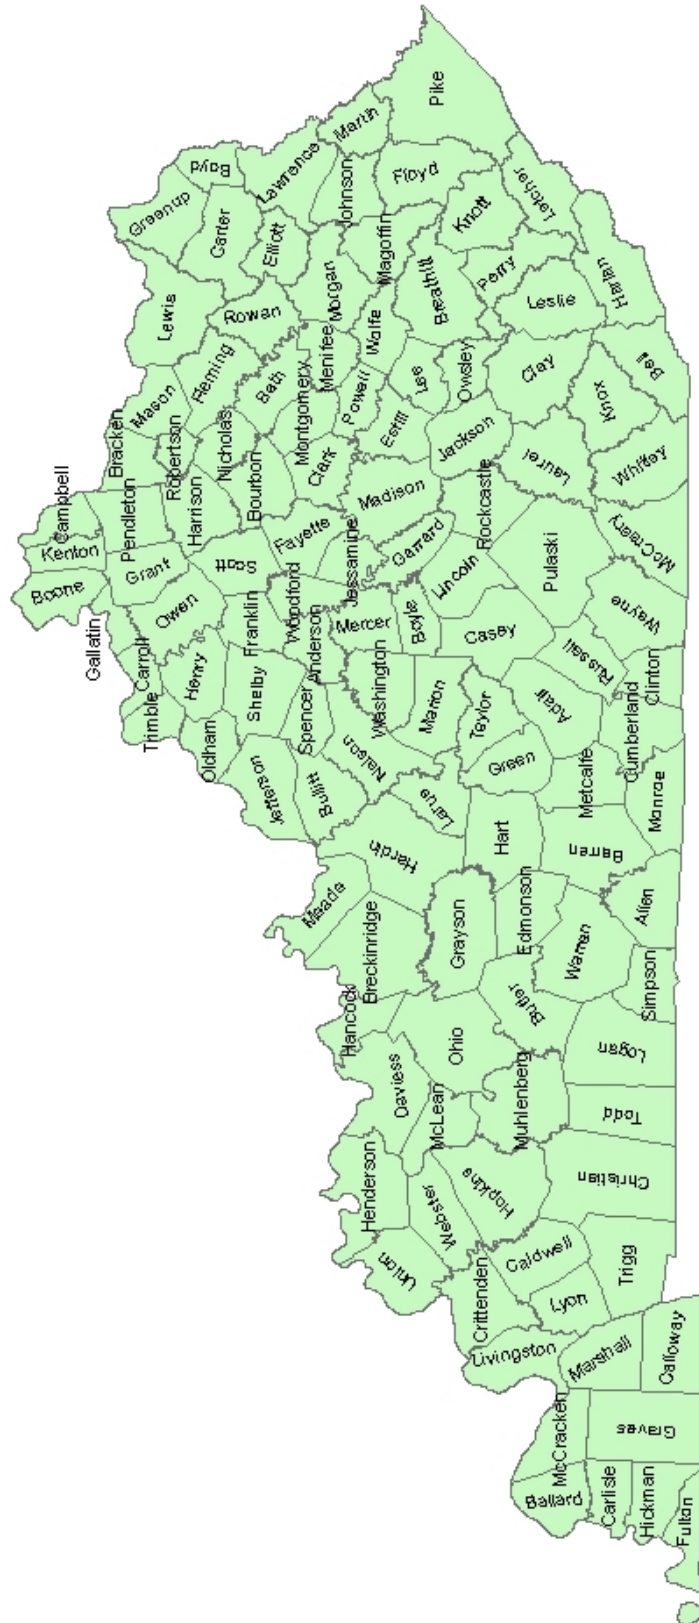 Pike
Martin
Boyd
Lawrence
Johnson
Floyd
Letcher
Greenup
Carter
Elliott
Magoffin
Knott
Perry
Harlan
Lewis
Rowan
Morgan
Breathitt
Leslie
Mason
Fleming
Bath
Menifee
Wolfe
Lee
Owsley
Clay
Knox
Bell
Bracken
Robertson
Nicholas
Montgomery
Powell
Estill
Jackson
Laurel
Whitley
Campbell
Pendleton
Harrison
Bourbon
Clark
Madison
Rockcastle
McCreary
Kenton
Grant
Scott
Fayette
Jessamine
Garrard
Lincoln
Pulaski
Wayne
Boone
Owen
Franklin
Woodford
Anderson
Mercer
Boyle
Casey
Russell
Clinton
Gallatin
Carroll
Henry
Shelby
Spencer
Washington
Marion
Taylor
Adair
Cumberland
Trimble
Oldham
Jefferson
Bullitt
Nelson
Larue
Green
Metcalfe
Monroe
Meade
Hardin
Hart
Barren
Allen
Breckinridge
Grayson
Edmonson
Warren
Simpson
Hancock
Ohio
Butler
Logan
Daviess
McLean
Muhlenberg
Todd
Henderson
Webster
Hopkins
Christian
Union
Crittenden
Caldwell
Lyon
Trigg
Livingston
Marshall
Calloway
McCracken
Graves
Ballard
Carlisle
Hickman
Fulton